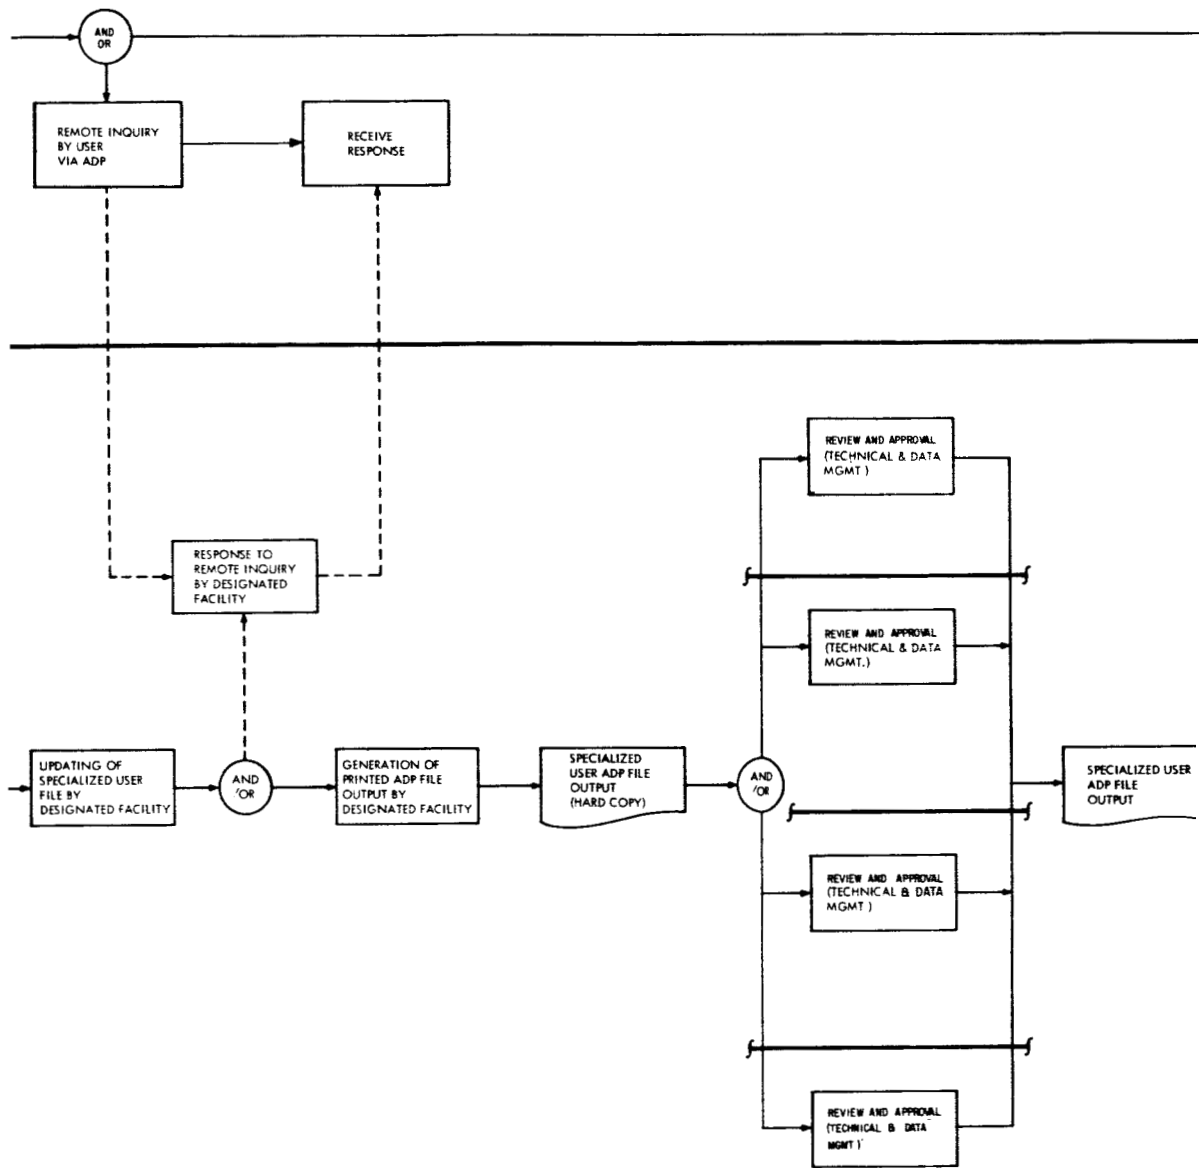 AND
OR
REMOTE INQUIRY
BY USER
VIA ADP
RECEIVE
RESPONSE
REVIEW AND APPROVAL
(TECHNICAL & DATA
MGMT )
RESPONSE TO
REMOTE INQUIRY
BY DESIGNATED
FACILITY
REVIEW AND APPROVAL
(TECHNICAL & DATA
MGMT.)
UPDATING OF
SPECIALIZED USER
FILE BY
DESIGNATED FACILITY
AND
/OR
GENERATION OF
PRINTED ADP FILE
OUTPUT BY
DESIGNATED FACILITY
SPECIALIZED
USER ADP FILE
OUTPUT
(HARD COPY)
AND
/OR
SPECIALIZED USER
ADP FILE
OUTPUT
REVIEW AND APPROVAL
(TECHNICAL & DATA
MGMT )
REVIEW AND APPROVAL
(TECHNICAL & DATA
MGMT )